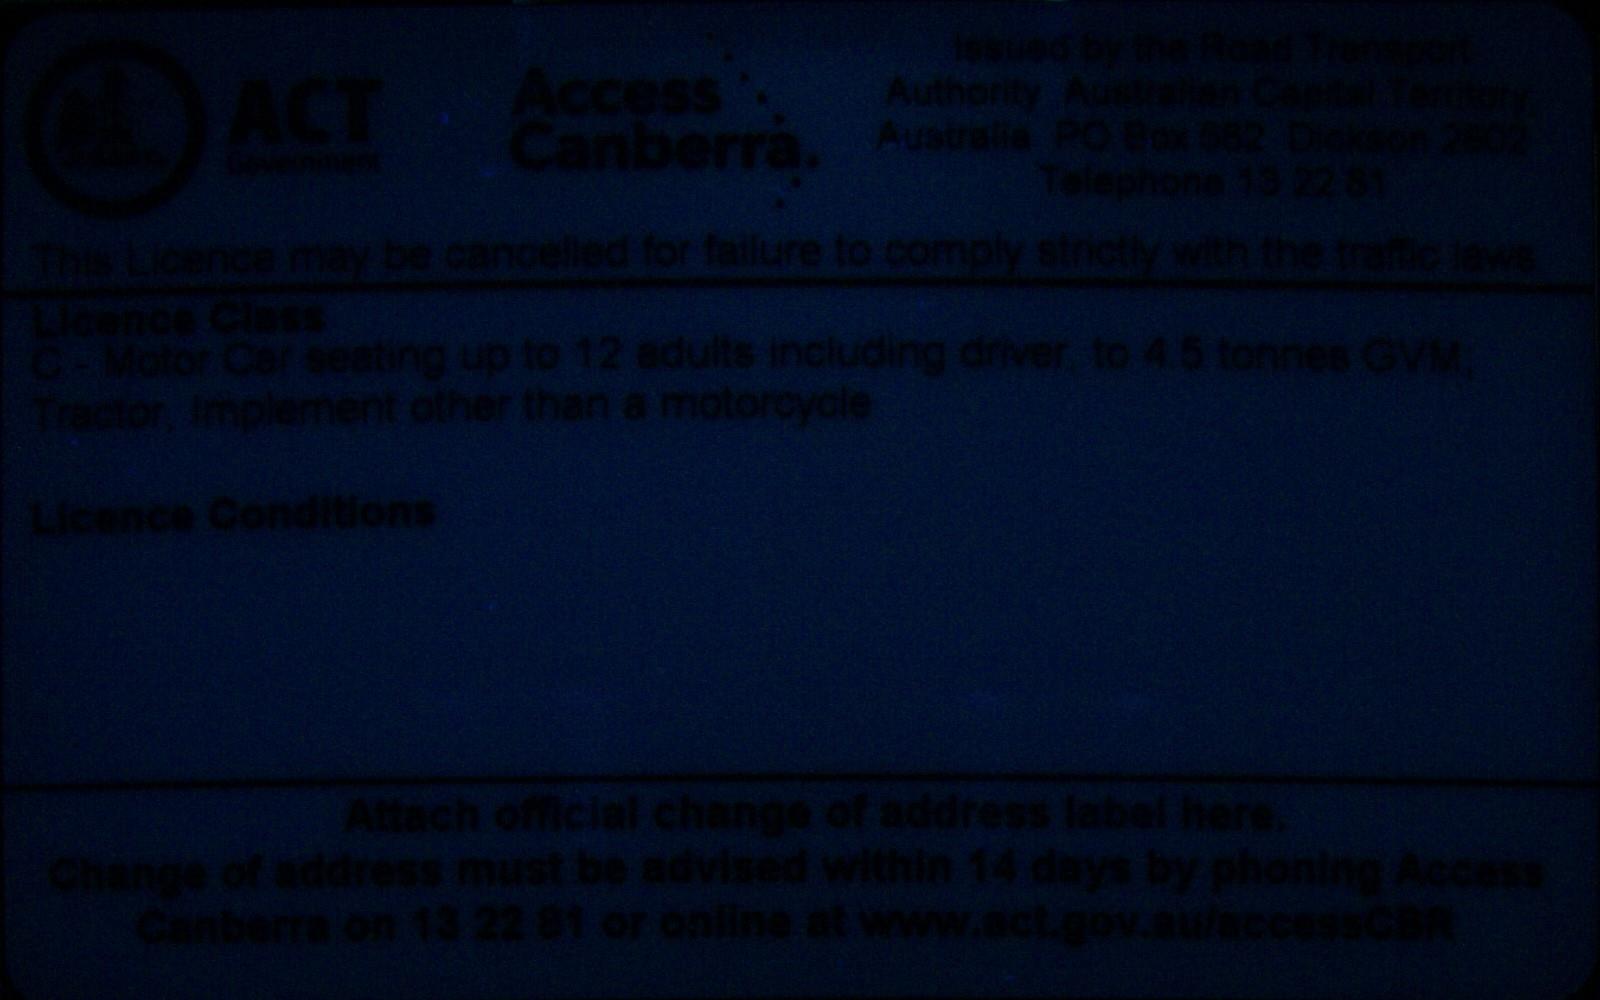 ACT
Government
Access
Canberra.
Issued by the Road Transport
Authority Australian Capital Territory,
Australia PO Box 582 Dickson 2602
Telephone 13 22 81
This Licence may be cancelled for failure to comply strictly with the traffic laws
Licence Class
C - Motor Car seating up to 12 adults including driver, to 4.5 tonnes GVM,
Tractor, Implement other than a motorcycle
Licence Conditions
Attach official change of address label here.
Change of address must be advised within 14 days by phoning Access
Canberra on 13 22 81 or online at www.act.gov.au/accessCBR